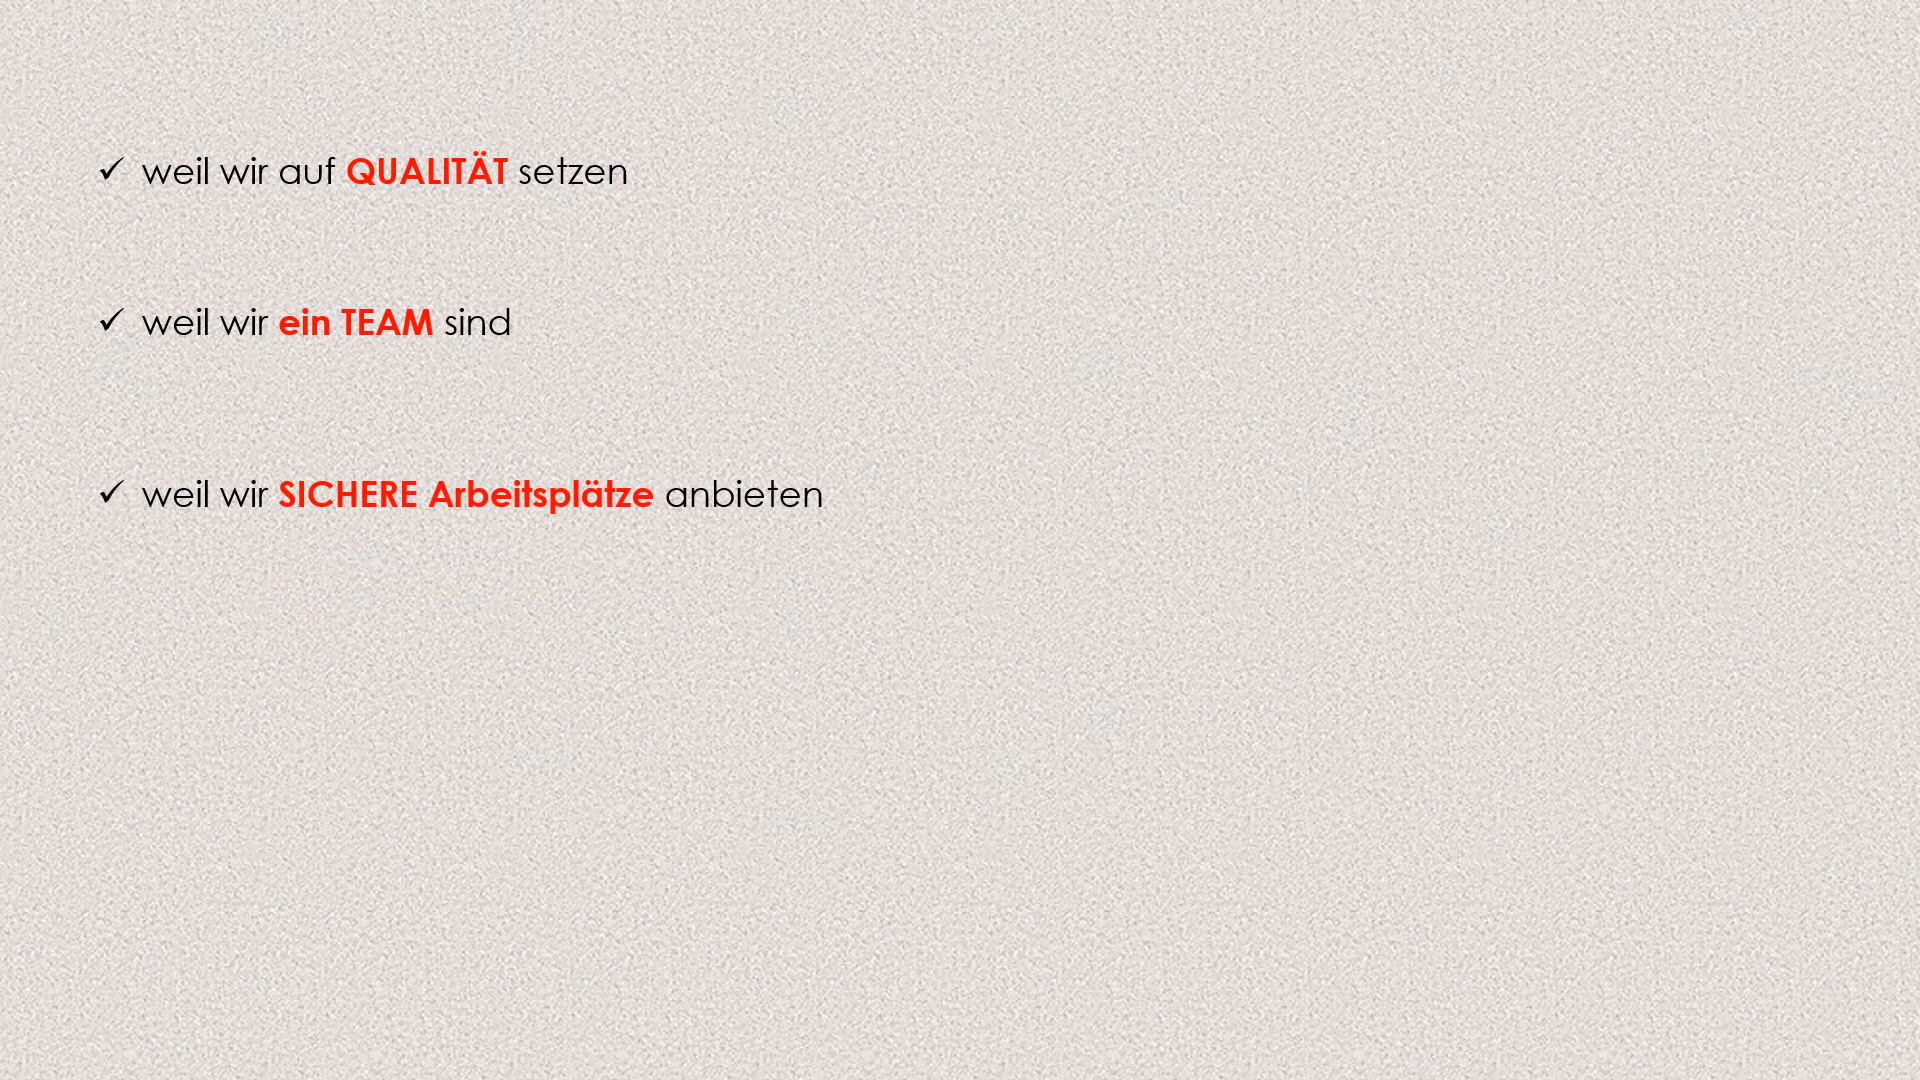 ✓ weil wir auf QUALITÄT setzen
✓ weil wir ein TEAM sind
✓ weil wir SICHERE Arbeitsplätze anbieten